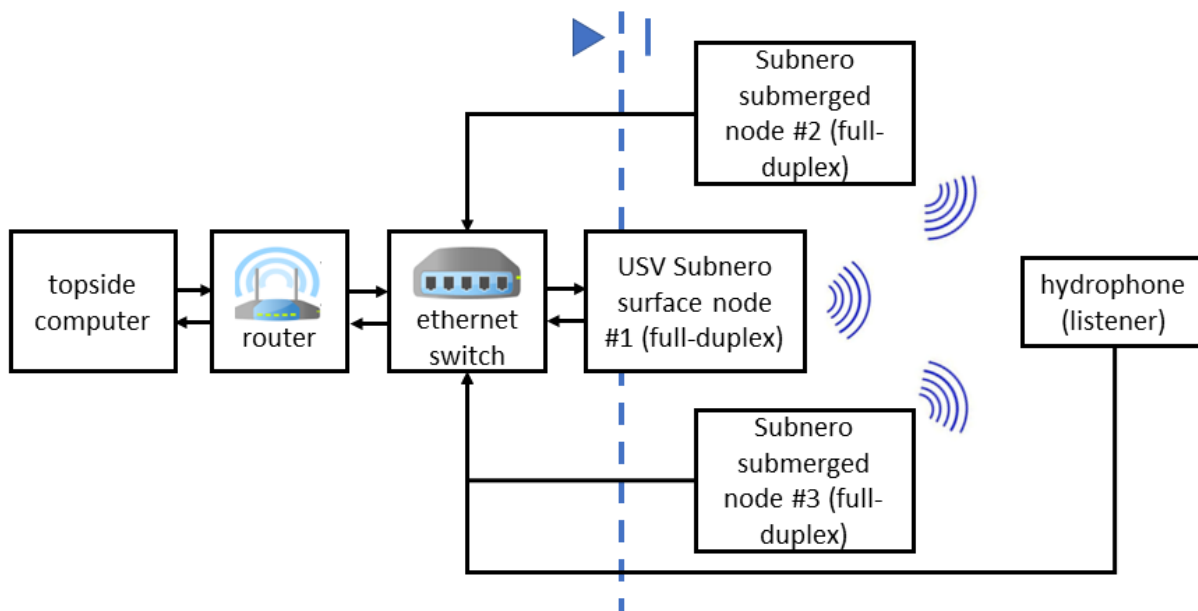 Subnero
submerged
node #2 (full-
duplex)
topside
computer
router
ethernet
switch
USV Subnero
surface node
#1 (full-duplex)
hydrophone
(listener)
Subnero
submerged
node #3 (full-
duplex)